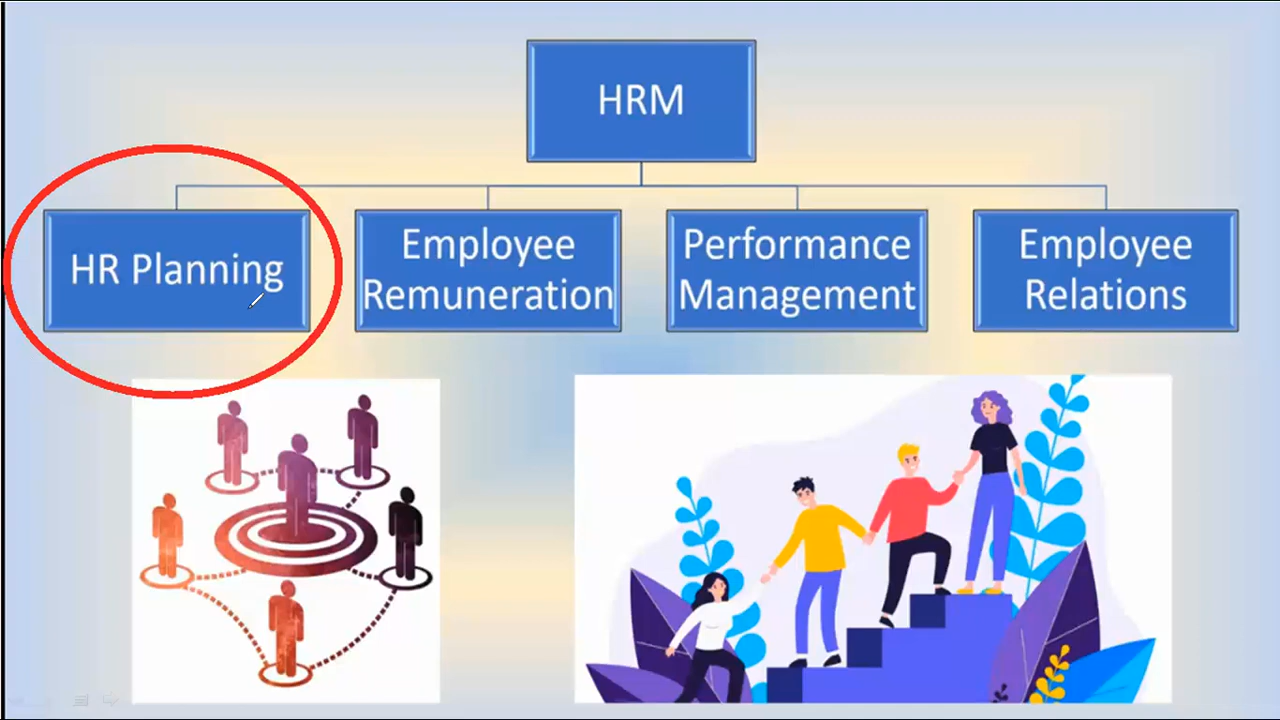 HRM
HR Planning
Employee
Remuneration
Performance
Management
Employee
Relations